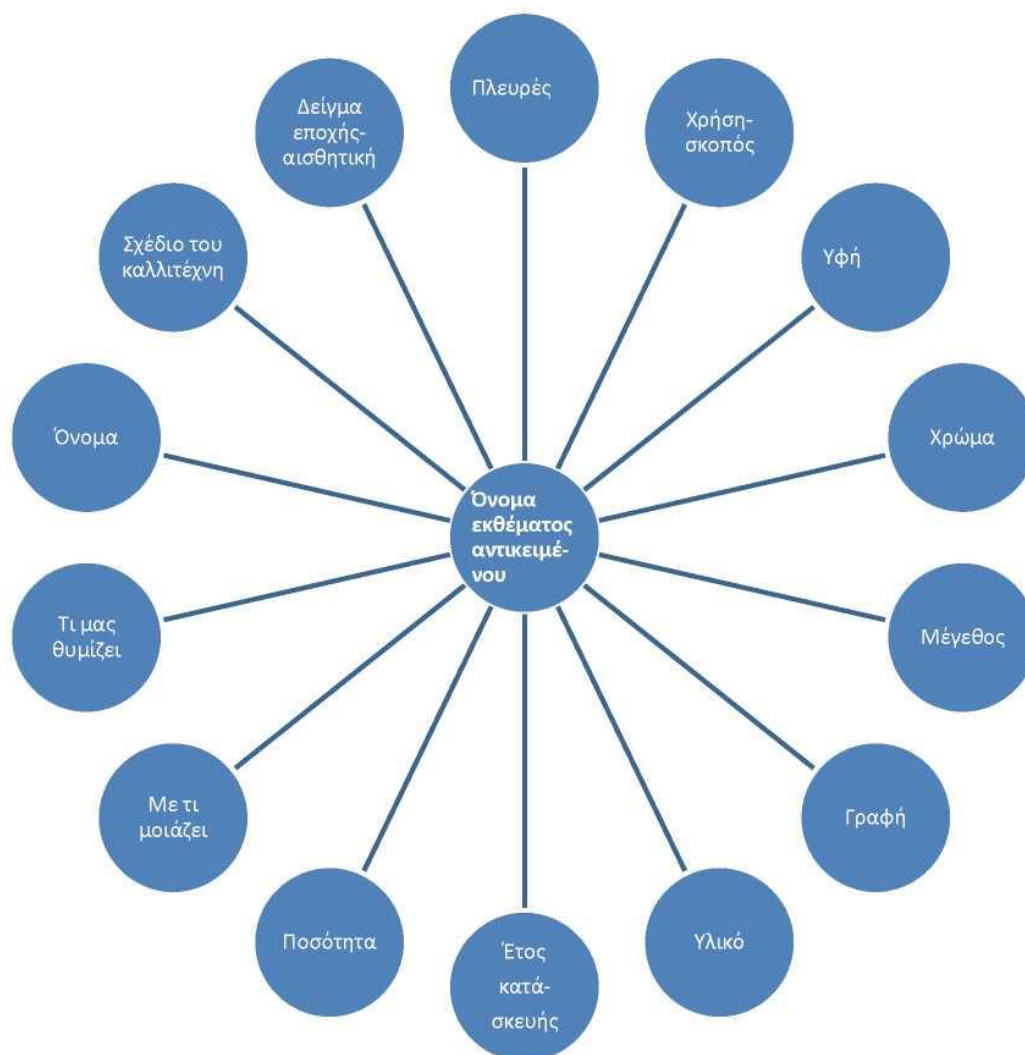 Πλευρές
Χρήση-
σκοπός
Υφή
Χρώμα
Μέγεθος
Γραφή
Υλικό
Έτος
κατά-
σκευής
Ποσότητα
Με τι
μοιάζει
Τι μας
θυμίζει
Όνομα
Σχέδιο του
καλλιτέχνη
Δείγμα
εποχής-
αισθητική
Όνομα
εκθέματος
αντικειμέ-
νου